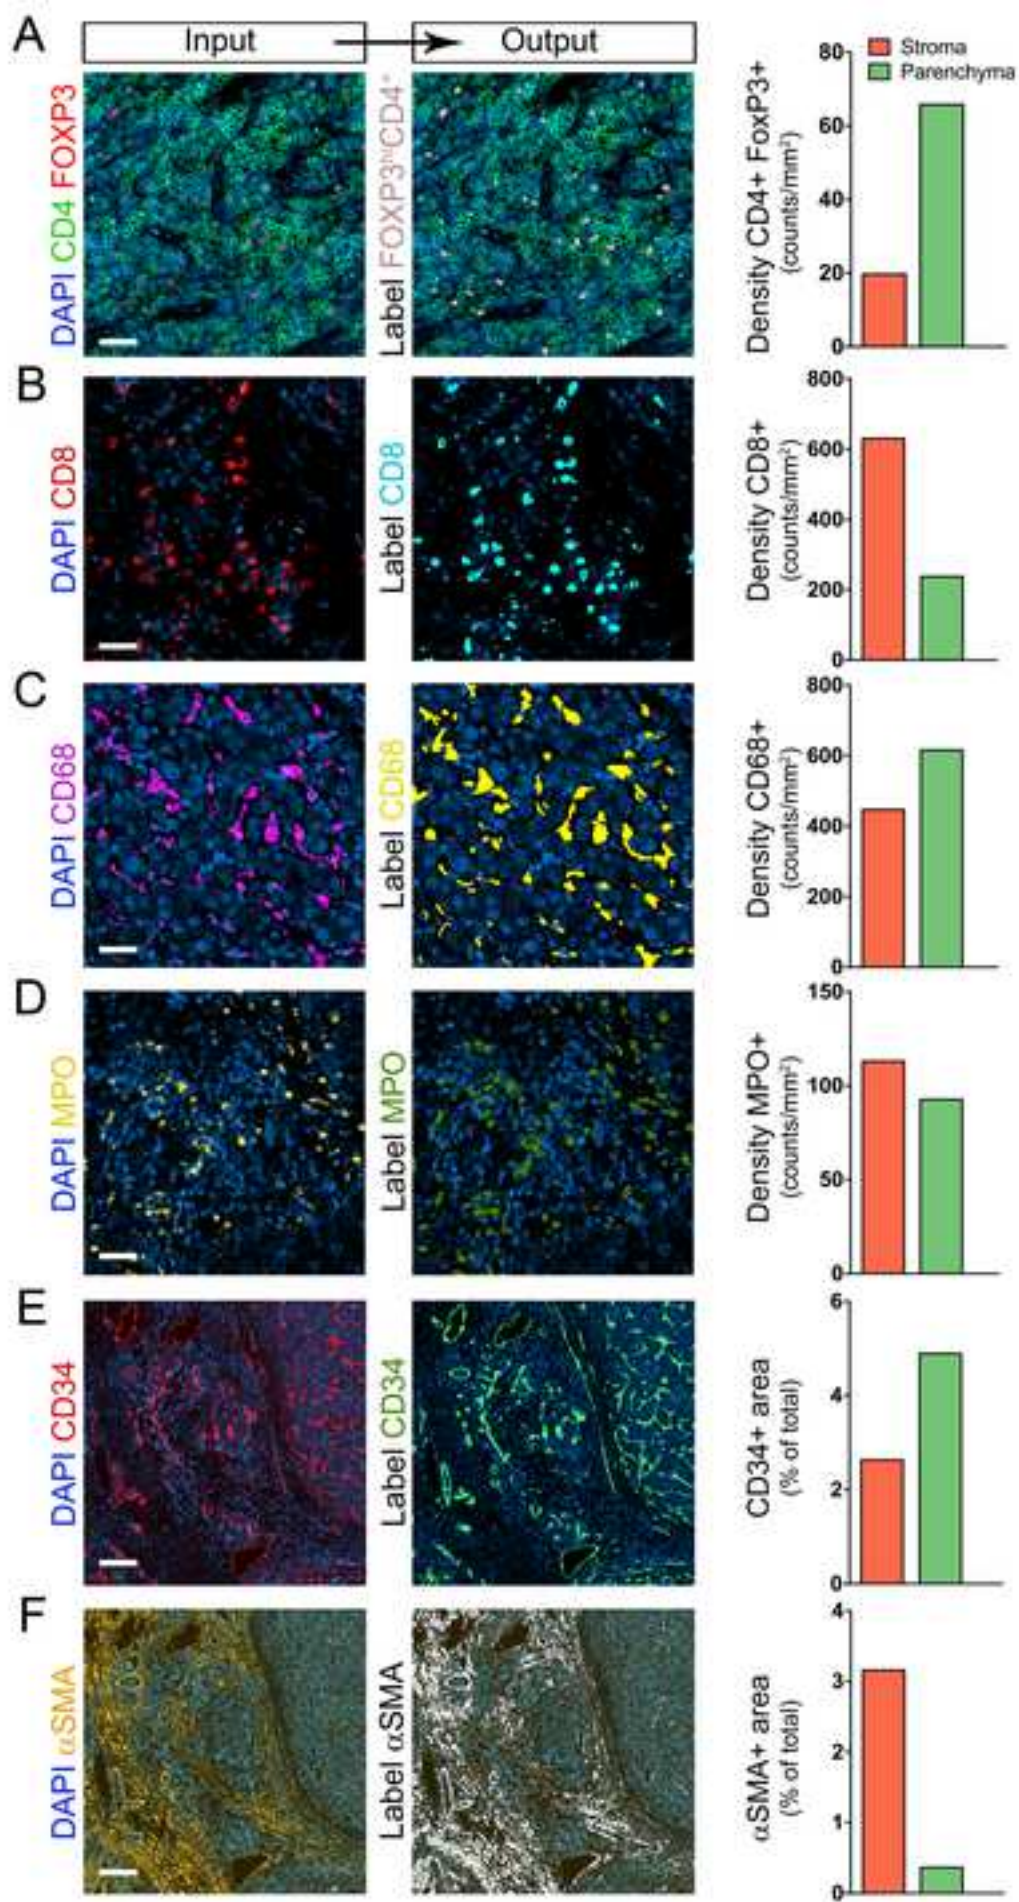 A
Input
Output
DAPI CD4 FOXP3
Label FOXP3hiCD4+
Density CD4+ FoxP3+
(counts/mm²)
80
60
40
20
0
Stroma
Parenchyma
B
DAPI CD8
Label CD8
Density CD8+
(counts/mm²)
800
600
400
200
0
C
DAPI CD68
Label CD68
Density CD68+
(counts/mm²)
800
600
400
200
0
D
DAPI MPO
Label MPO
Density MPO+
(counts/mm²)
150
100
50
0
E
DAPI CD34
Label CD34
CD34+ area
(% of total)
6
4
2
0
F
DAPI αSMA
Label αSMA
αSMA+ area
(% of total)
4
3
2
1
0